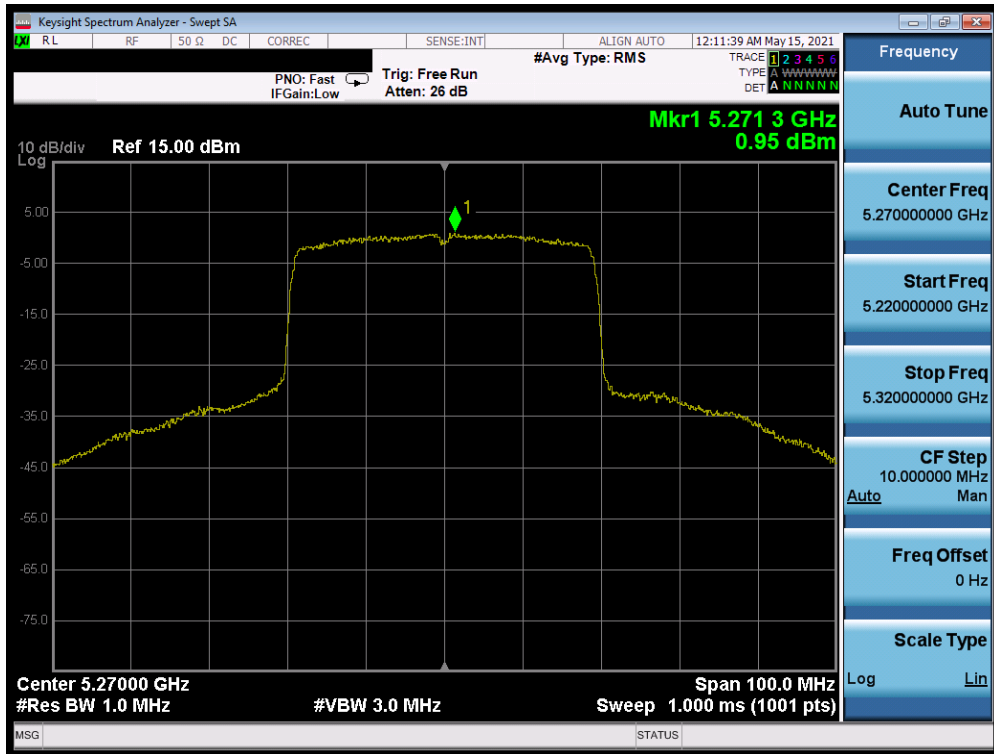 Keysight Spectrum Analyzer - Swept SA
LXI RL RF 50 Ω DC CORREC SENSE:INT ALIGN AUTO 12:11:39 AM May 15, 2021
PNO: Fast
IFGain:Low
Trig: Free Run
Atten: 26 dB
#Avg Type: RMS
TRACE 1 2 3 4 5 6
TYPE A WWWWW
DET A N N N N N
Mkr1 5.271 3 GHz
0.95 dBm
10 dB/div Ref 15.00 dBm
Log
1
5.00
-5.00
-15.0
-25.0
-35.0
-45.0
-55.0
-65.0
-75.0
Center 5.27000 GHz
#Res BW 1.0 MHz
#VBW 3.0 MHz
Span 100.0 MHz
Sweep 1.000 ms (1001 pts)
MSG
STATUS
Frequency
Auto Tune
Center Freq
5.270000000 GHz
Start Freq
5.220000000 GHz
Stop Freq
5.320000000 GHz
CF Step
10.000000 MHz
Auto Man
Freq Offset
0 Hz
Scale Type
Log Lin